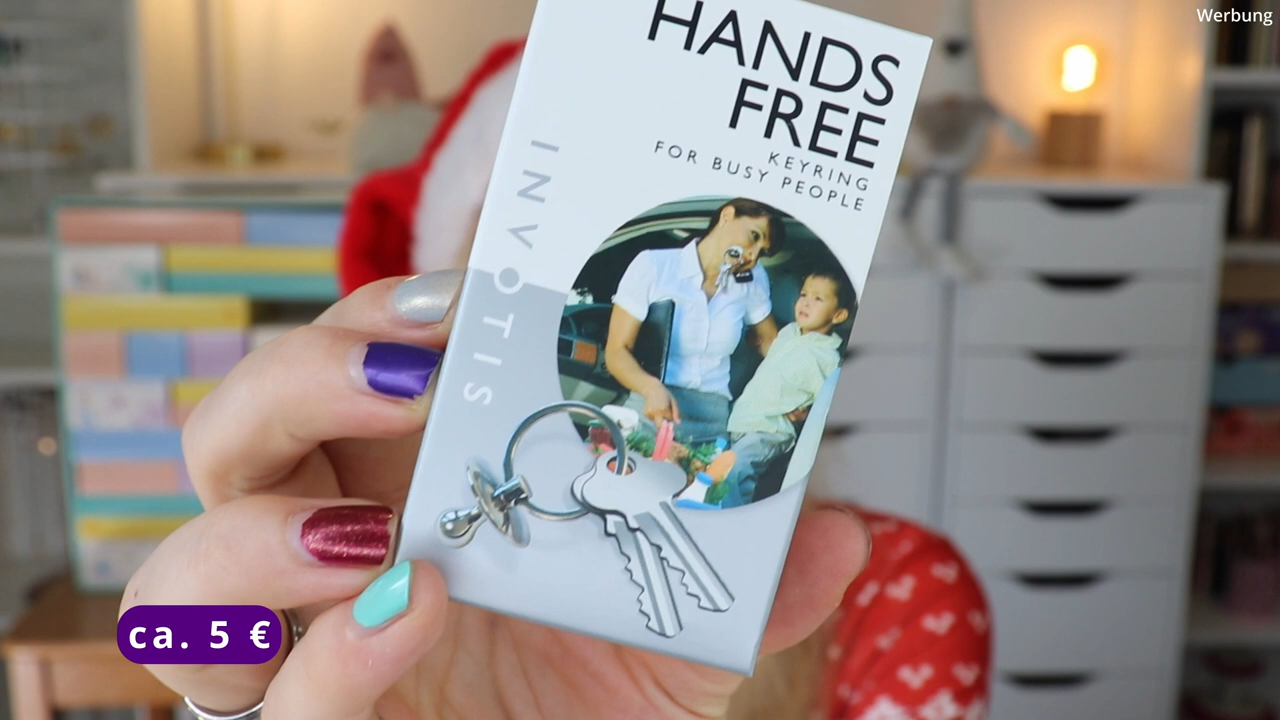 Werbung
HANDS
FREE
KEYRING
FOR BUSY PEOPLE
INVOTIS
ca. 5 €